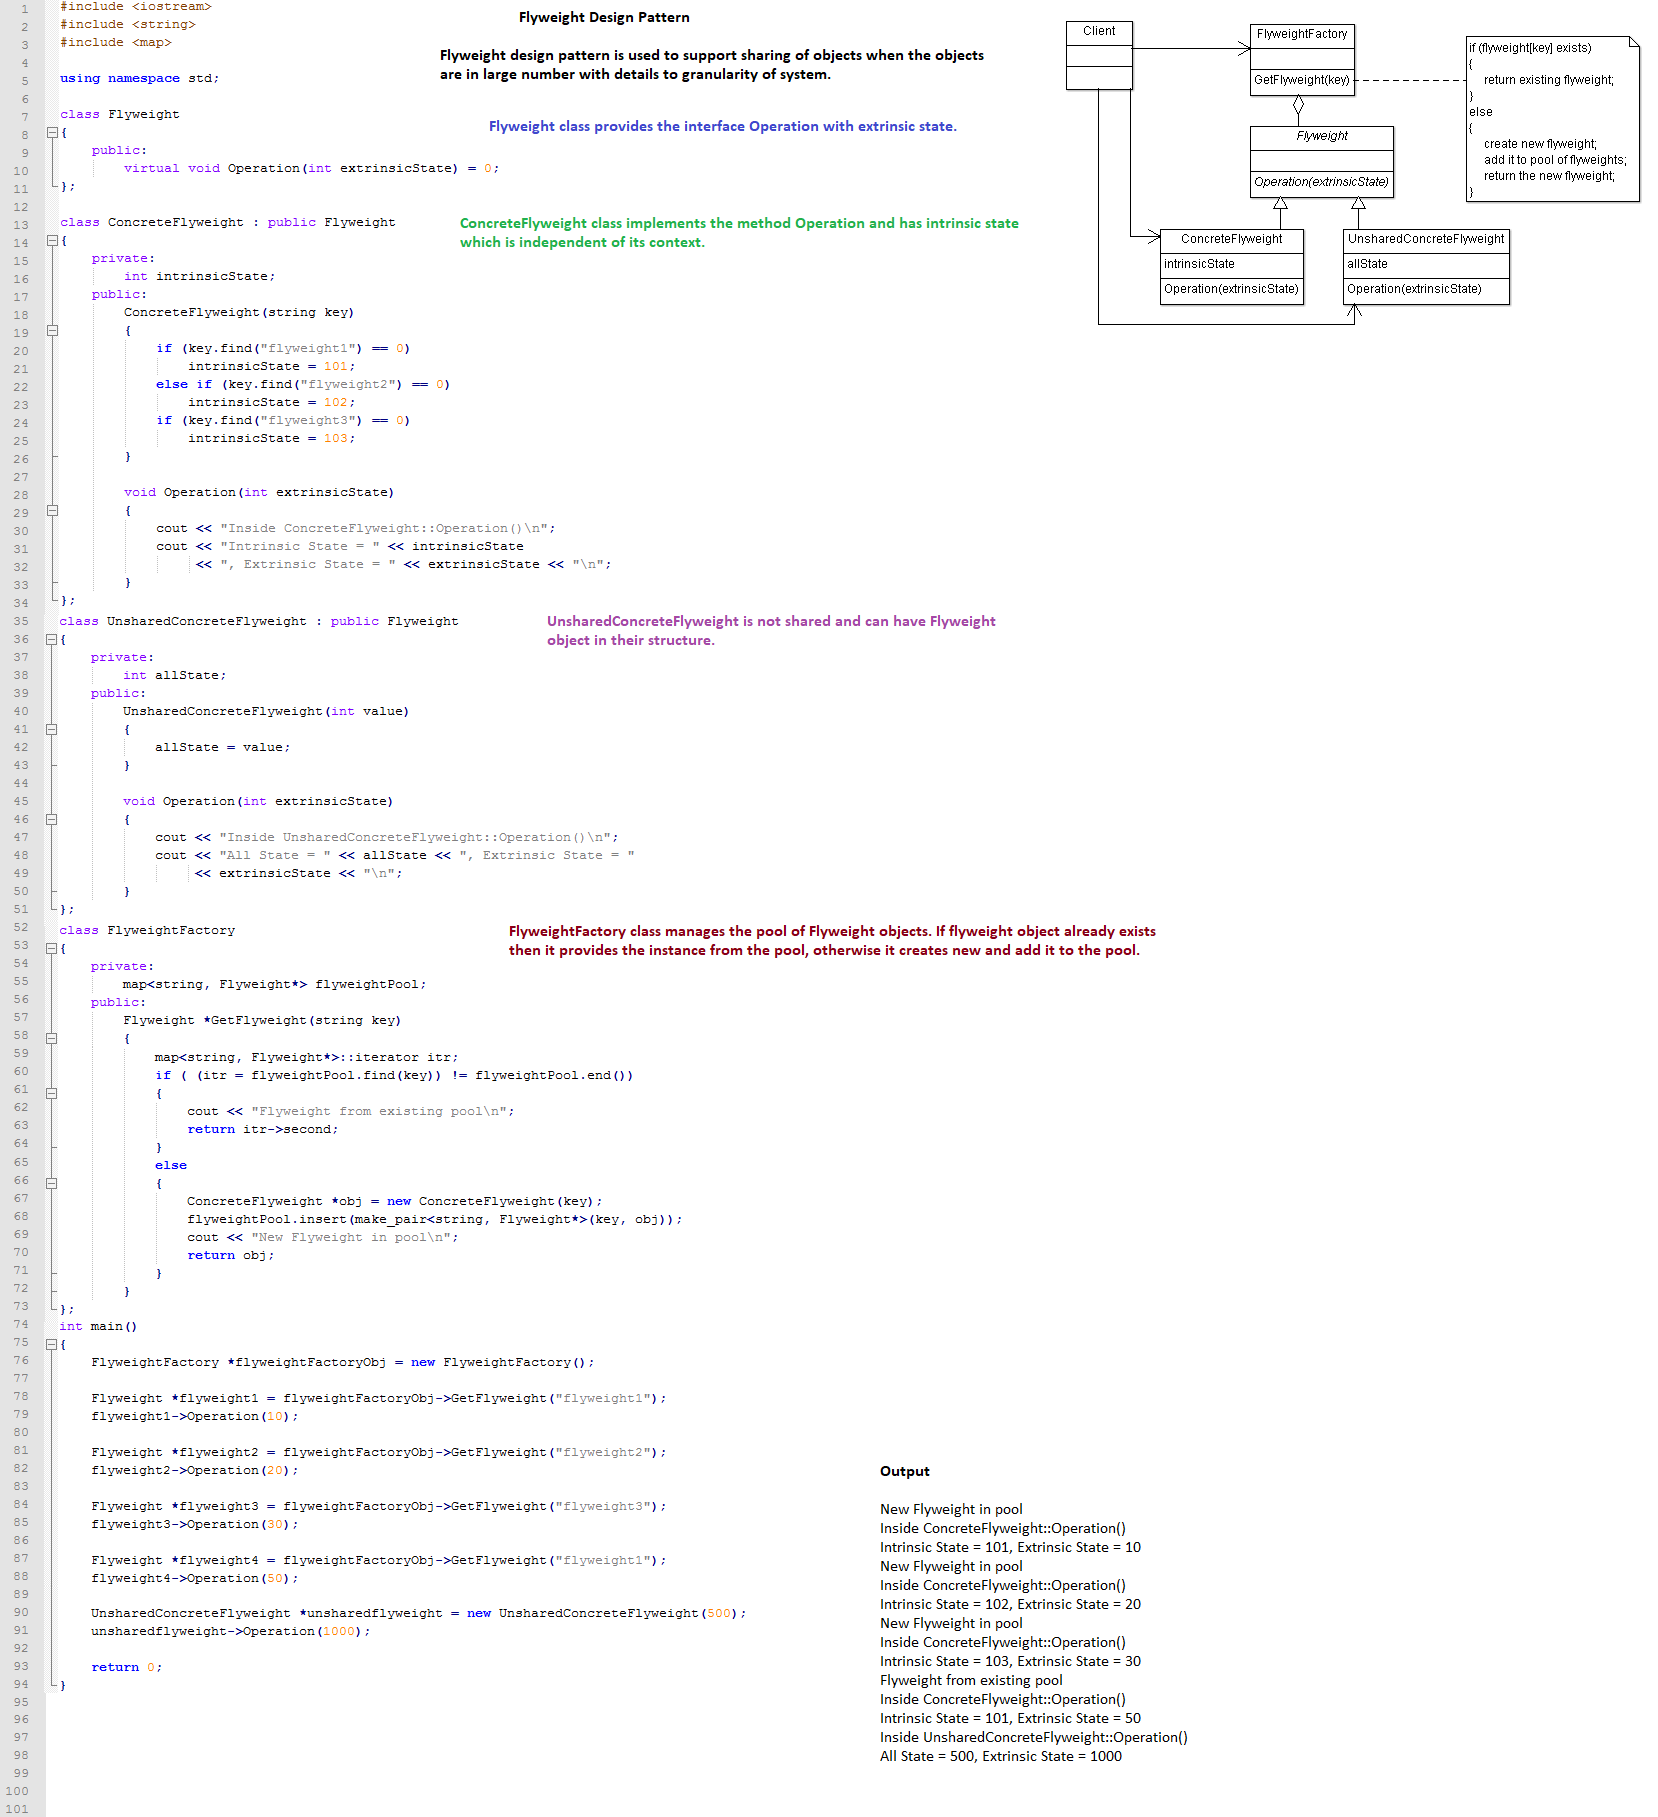 Flyweight Design Pattern
Flyweight design pattern is used to support sharing of objects when the objects
are in large number with details to granularity of system.
1 #include <iostream>
2 #include <string>
3 #include <map>
4
5 using namespace std;
6
7 class Flyweight
Flyweight class provides the interface Operation with extrinsic state.
8 {
9 public:
10 virtual void Operation(int extrinsicState) = 0;
11 };
12
13 class ConcreteFlyweight : public Flyweight
ConcreteFlyweight class implements the method Operation and has intrinsic state
which is independent of its context.
14 {
15 private:
16 int intrinsicState;
17 public:
18 ConcreteFlyweight(string key)
19 {
20 if (key.find("flyweight1") == 0)
21 intrinsicState = 101;
22 else if (key.find("flyweight2") == 0)
23 intrinsicState = 102;
24 if (key.find("flyweight3") == 0)
25 intrinsicState = 103;
26 }
27
28 void Operation(int extrinsicState)
29 {
30 cout << "Inside ConcreteFlyweight::Operation()\n";
31 cout << "Intrinsic State = " << intrinsicState
32 << ", Extrinsic State = " << extrinsicState << "\n";
33 }
34 };
35 class UnsharedConcreteFlyweight : public Flyweight
UnsharedConcreteFlyweight is not shared and can have Flyweight
object in their structure.
36 {
37 private:
38 int allState;
39 public:
40 UnsharedConcreteFlyweight(int value)
41 {
42 allState = value;
43 }
44
45 void Operation(int extrinsicState)
46 {
47 cout << "Inside UnsharedConcreteFlyweight::Operation()\n";
48 cout << "All State = " << allState << ", Extrinsic State = "
49 << extrinsicState << "\n";
50 }
51 };
52 class FlyweightFactory
FlyweightFactory class manages the pool of Flyweight objects. If flyweight object already exists
then it provides the instance from the pool, otherwise it creates new and add it to the pool.
53 {
54 private:
55 map<string, Flyweight*> flyweightPool;
56 public:
57 Flyweight *GetFlyweight(string key)
58 {
59 map<string, Flyweight*>::iterator itr;
60 if ( (itr = flyweightPool.find(key)) != flyweightPool.end())
61 {
62 cout << "Flyweight from existing pool\n";
63 return itr->second;
64 }
65 else
66 {
67 ConcreteFlyweight *obj = new ConcreteFlyweight(key);
68 flyweightPool.insert(make_pair<string, Flyweight*>(key, obj));
69 cout << "New Flyweight in pool\n";
70 return obj;
71 }
72 }
73 };
74 int main()
75 {
76 FlyweightFactory *flyweightFactoryObj = new FlyweightFactory();
77
78 Flyweight *flyweight1 = flyweightFactoryObj->GetFlyweight("flyweight1");
79 flyweight1->Operation(10);
80
81 Flyweight *flyweight2 = flyweightFactoryObj->GetFlyweight("flyweight2");
82 flyweight2->Operation(20);
83
84 Flyweight *flyweight3 = flyweightFactoryObj->GetFlyweight("flyweight3");
85 flyweight3->Operation(30);
86
87 Flyweight *flyweight4 = flyweightFactoryObj->GetFlyweight("flyweight1");
88 flyweight4->Operation(50);
89
90 UnsharedConcreteFlyweight *unsharedflyweight = new UnsharedConcreteFlyweight(500);
91 unsharedflyweight->Operation(1000);
92
93 return 0;
94 }
95
96
97
98
99
100
101
Client
FlyweightFactory
GetFlyweight(key)
if (flyweight[key] exists)
{
return existing flyweight;
}
else
{
create new flyweight;
add it to pool of flyweights;
return the new flyweight;
}
Flyweight
Operation(extrinsicState)
ConcreteFlyweight
intrinsicState
Operation(extrinsicState)
UnsharedConcreteFlyweight
allState
Operation(extrinsicState)
Output
New Flyweight in pool
Inside ConcreteFlyweight::Operation()
Intrinsic State = 101, Extrinsic State = 10
New Flyweight in pool
Inside ConcreteFlyweight::Operation()
Intrinsic State = 102, Extrinsic State = 20
New Flyweight in pool
Inside ConcreteFlyweight::Operation()
Intrinsic State = 103, Extrinsic State = 30
Flyweight from existing pool
Inside ConcreteFlyweight::Operation()
Intrinsic State = 101, Extrinsic State = 50
Inside UnsharedConcreteFlyweight::Operation()
All State = 500, Extrinsic State = 1000